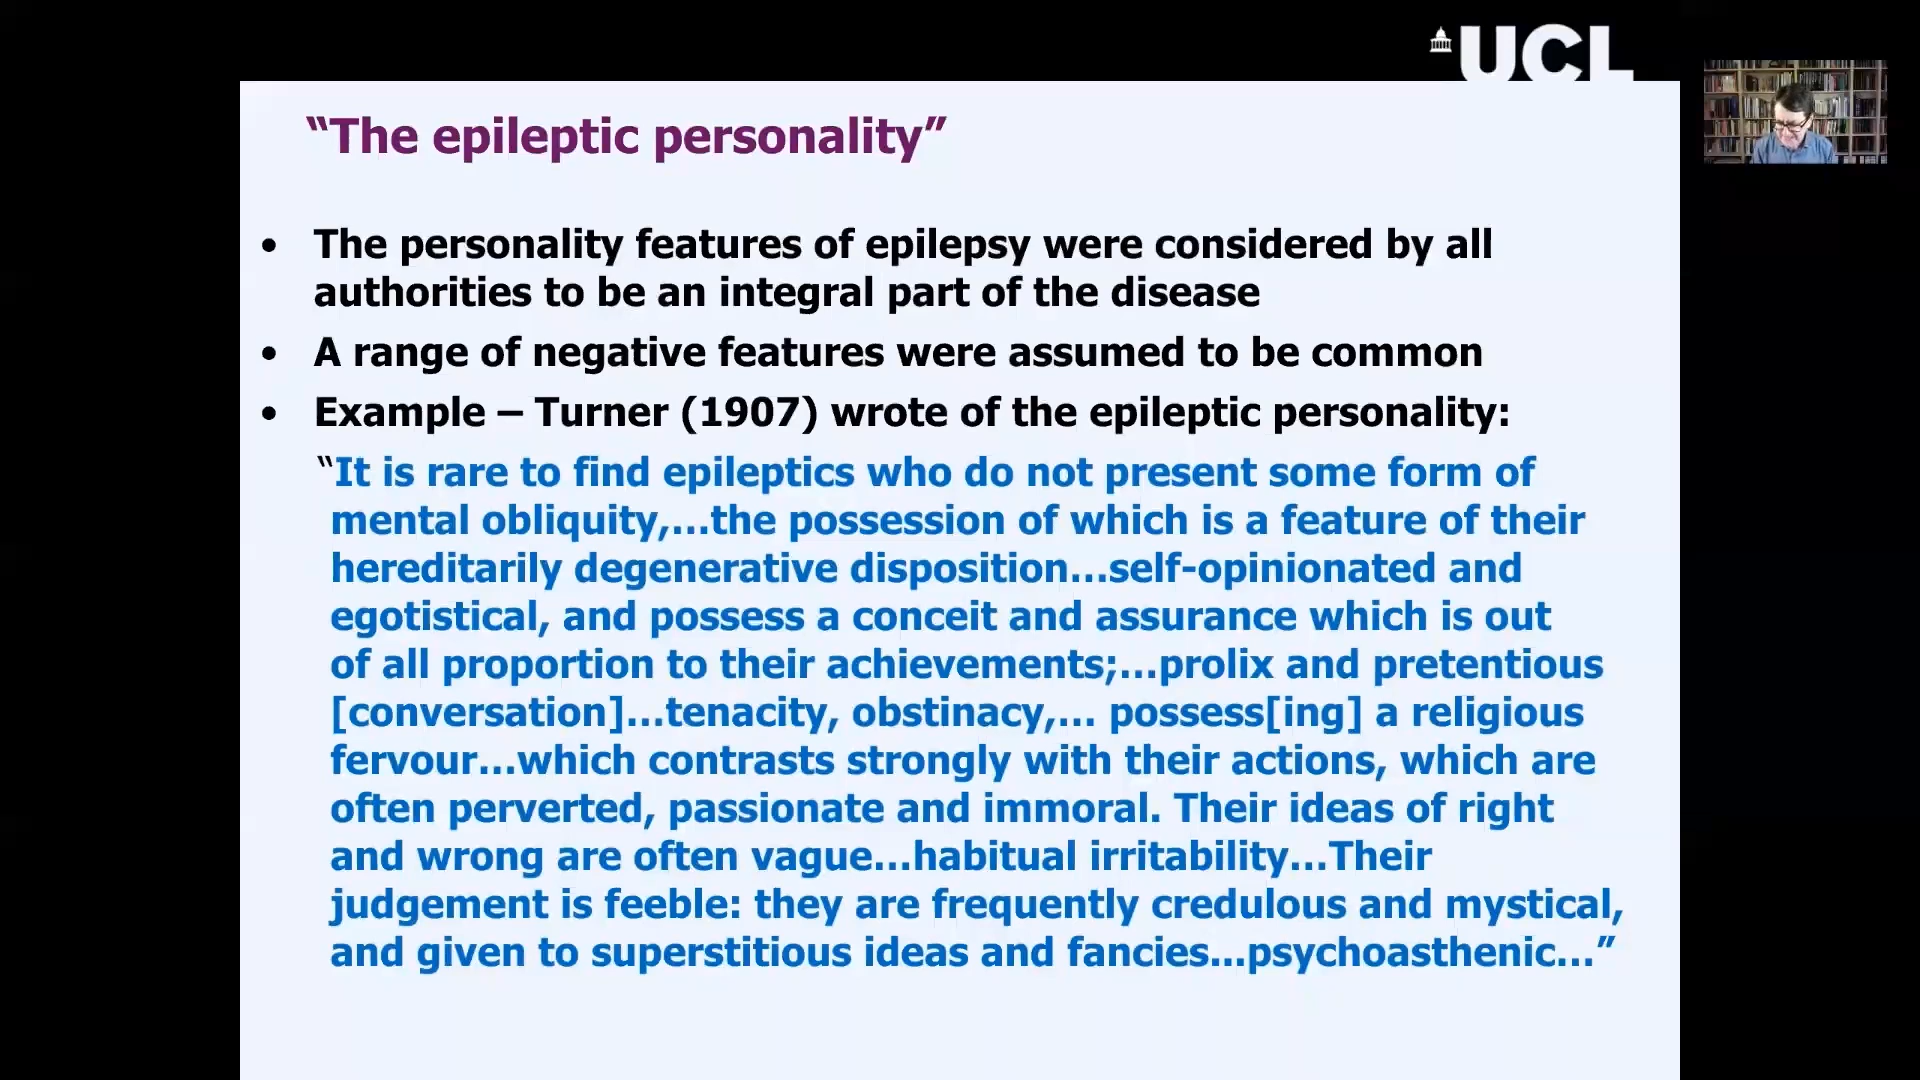 UCL
“The epileptic personality”
• The personality features of epilepsy were considered by all
authorities to be an integral part of the disease
• A range of negative features were assumed to be common
• Example – Turner (1907) wrote of the epileptic personality:
“It is rare to find epileptics who do not present some form of
mental obliquity,...the possession of which is a feature of their
hereditarily degenerative disposition...self-opinionated and
egotistical, and possess a conceit and assurance which is out
of all proportion to their achievements;...prolix and pretentious
[conversation]...tenacity, obstinacy,... possess[ing] a religious
fervour...which contrasts strongly with their actions, which are
often perverted, passionate and immoral. Their ideas of right
and wrong are often vague...habitual irritability...Their
judgement is feeble: they are frequently credulous and mystical,
and given to superstitious ideas and fancies...psychoasthenic...”